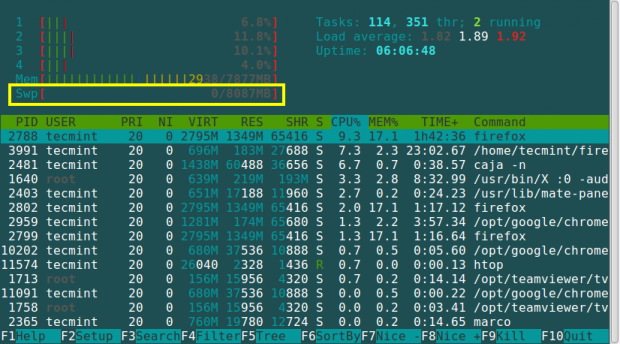 1 [|| | 6.8%]
2 [|||| 11.8%]
3 [|||| 10.1%]
4 [|| | 4.0%]
Mem[|||||||||||||||||||2938/7877MB]
Swp[ 0/8087MB]
Tasks: 114, 351 thr; 2 running
Load average: 1.82 1.89 1.92
Uptime: 06:06:48
PID USER PRI NI VIRT RES SHR S CPU% MEM% TIME+ Command
2788 tecmint 20 0 2795M 1349M 65416 S 9.3 17.1 1h42:36 firefox
3991 tecmint 20 0 696M 183M 27688 S 7.3 2.3 23:02.67 /home/tecmint/fire
2481 tecmint 20 0 1438M 60488 36656 S 6.7 0.7 0:38.57 caja -n
1640 root 20 0 639M 219M 193M S 3.3 2.8 8:32.99 /usr/bin/X :0 -aud
2403 tecmint 20 0 651M 17188 11960 S 2.7 0.2 0:24.23 /usr/lib/mate-pane
2802 tecmint 20 0 2795M 1349M 65416 S 2.0 17.1 1:17.12 firefox
2959 tecmint 20 0 1281M 174M 65680 S 1.3 2.2 3:57.34 /opt/google/chrome
2799 tecmint 20 0 2795M 1349M 65416 S 1.3 17.1 1:16.64 firefox
10202 tecmint 20 0 680M 37536 10888 S 0.7 0.5 0:05.60 /opt/google/chrome
11574 tecmint 20 0 26040 2328 1436 R 0.7 0.0 0:00.13 htop
1713 root 20 0 156M 15956 4320 S 0.7 0.2 0:14.14 /opt/teamviewer/tv
11091 tecmint 20 0 680M 37536 10888 S 0.0 0.5 0:00.22 /opt/google/chrome
1758 root 20 0 156M 15956 4320 S 0.0 0.2 0:03.41 /opt/teamviewer/tv
2365 tecmint 20 0 760M 19780 12724 S 0.0 0.2 0:14.65 marco
F1Help F2Setup F3SearchF4FilterF5Tree F6SortByF7Nice -F8Nice +F9Kill F10Quit